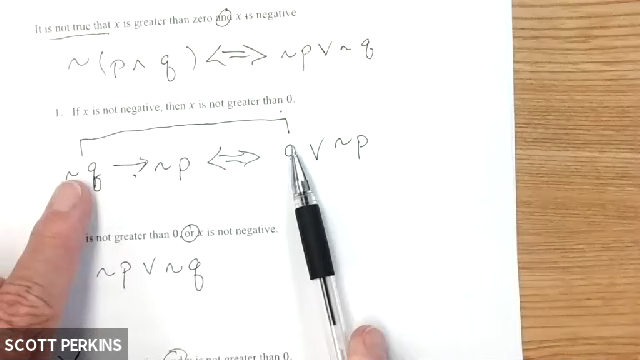 It is not true that x is greater than zero and x is negative
~(p ∧ q) ⟺ ~p ∨ ~q
1. If x is not negative, then x is not greater than 0.
~q → ~p ⟺ q ∨ ~p
is not greater than 0, or x is not negative.
~p ∨ ~q
is not greater than 0.
SCOTT PERKINS